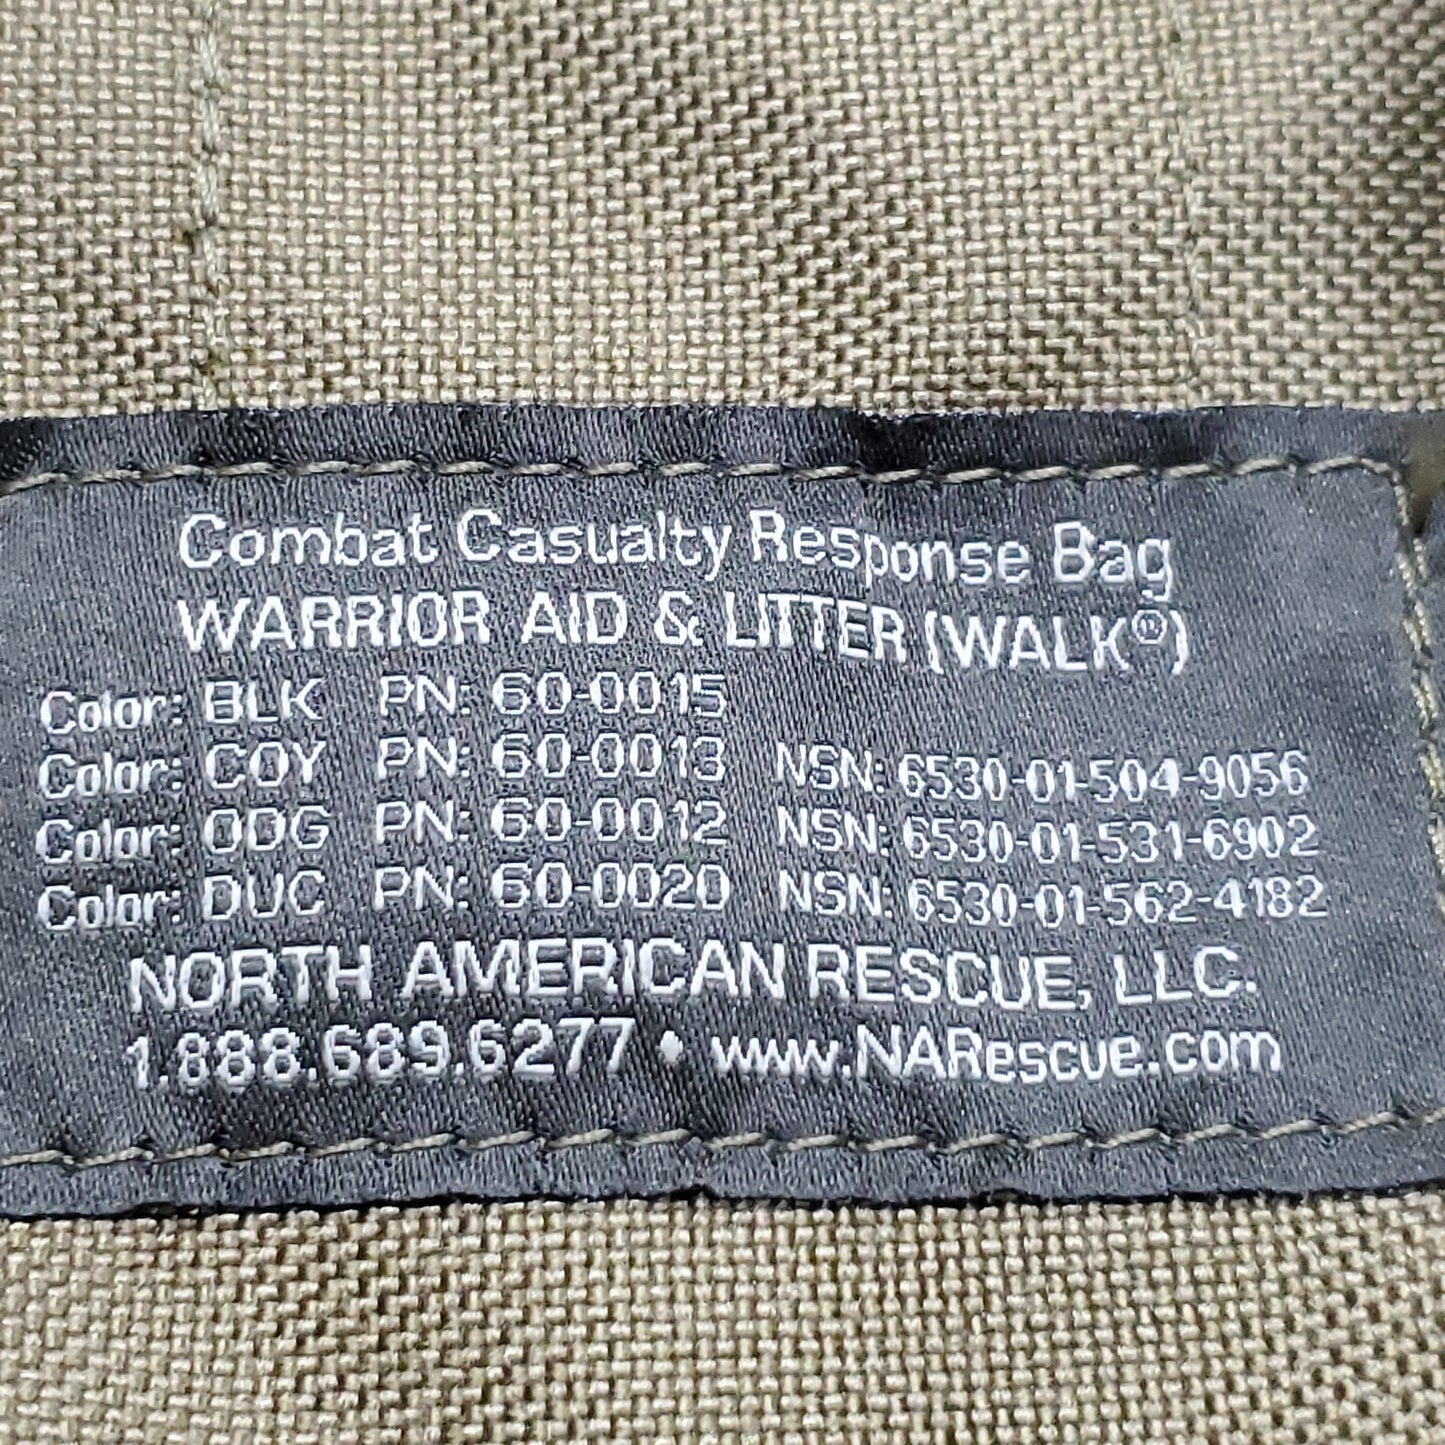 Combat Casualty Response Bag
WARRIOR AID & LITTER (WALK®)
Color: BLK PN: 60-0015
Color: COY PN: 60-0013 NSN: 6530-01-504-9056
Color: ODG PN: 60-0012 NSN: 6530-01-531-6902
Color: DUC PN: 60-0020 NSN: 6530-01-562-4182
NORTH AMERICAN RESCUE, LLC.
1.888.689.6277 • www.NARescue.com